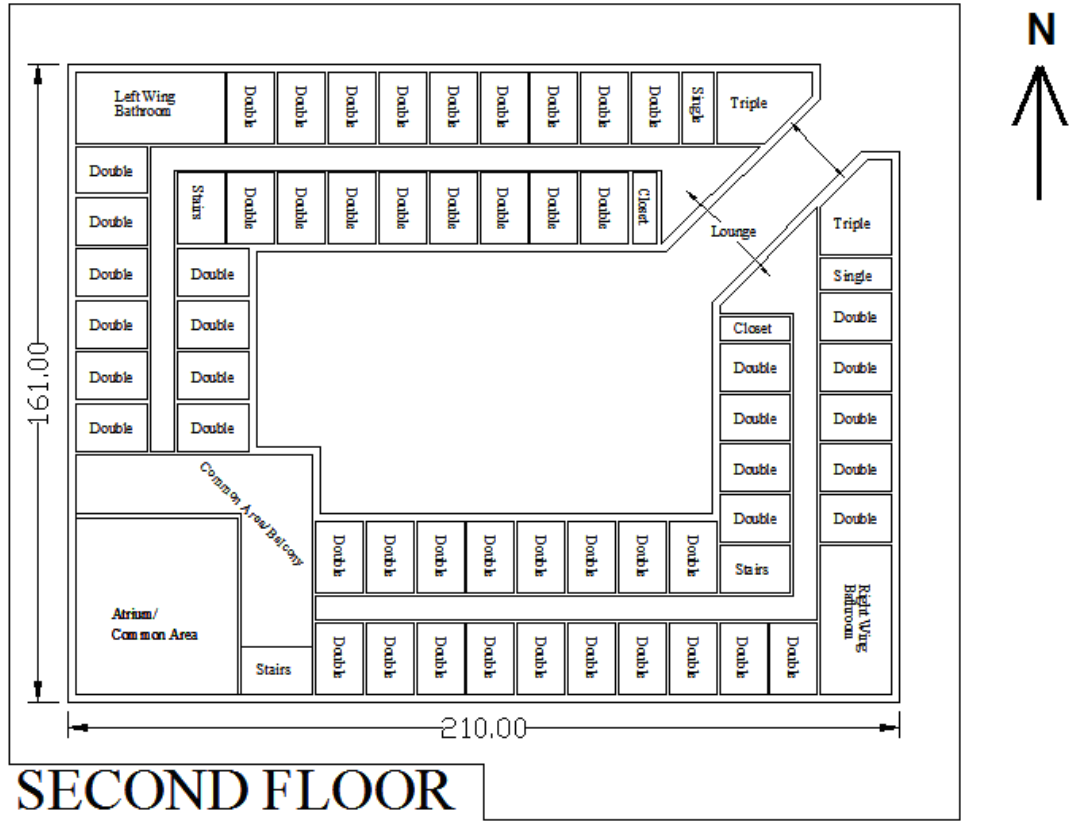 N
Left Wing
Bathroom
Double Double Double Double Double Double Double Double Double Single Triple
Double
Stairs Double Double Double Double Double Double Double Double Closet
Double
Lounge
Triple
Double Double Single
Double Double Closet Double
161.00
Double Double Double Double
Double Double Double Double
Common Area/Balcony
Double Double
Double Double
Double Double Double Double Double Double Double Double Stairs
Right Wing
Bathroom
Atrium/
Common Area
Stairs Double Double Double Double Double Double Double Double Double Double
210.00
SECOND FLOOR